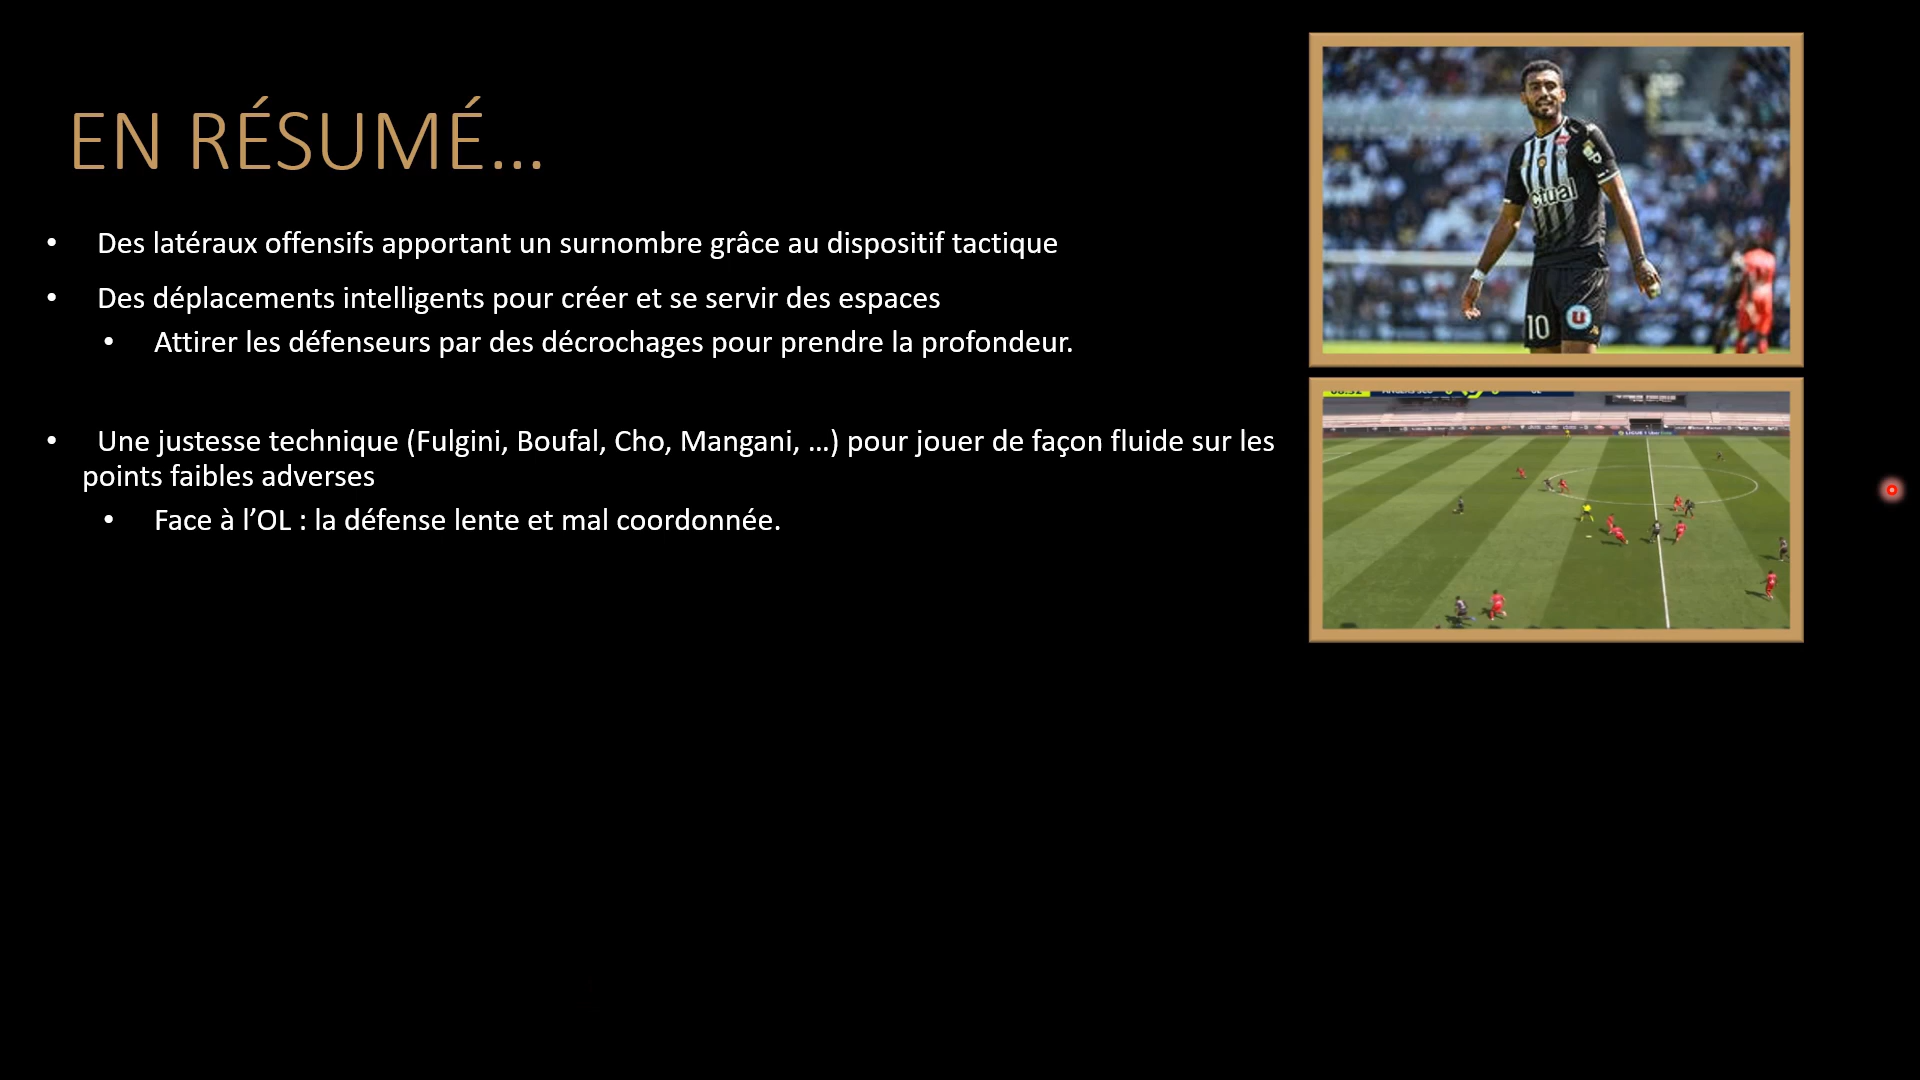 EN RÉSUMÉ…
• Des latéraux offensifs apportant un surnombre grâce au dispositif tactique
• Des déplacements intelligents pour créer et se servir des espaces
• Attirer les défenseurs par des décrochages pour prendre la profondeur.
• Une justesse technique (Fulgini, Boufal, Cho, Mangani, …) pour jouer de façon fluide sur les
points faibles adverses
• Face à l’OL : la défense lente et mal coordonnée.
ctual
10
U